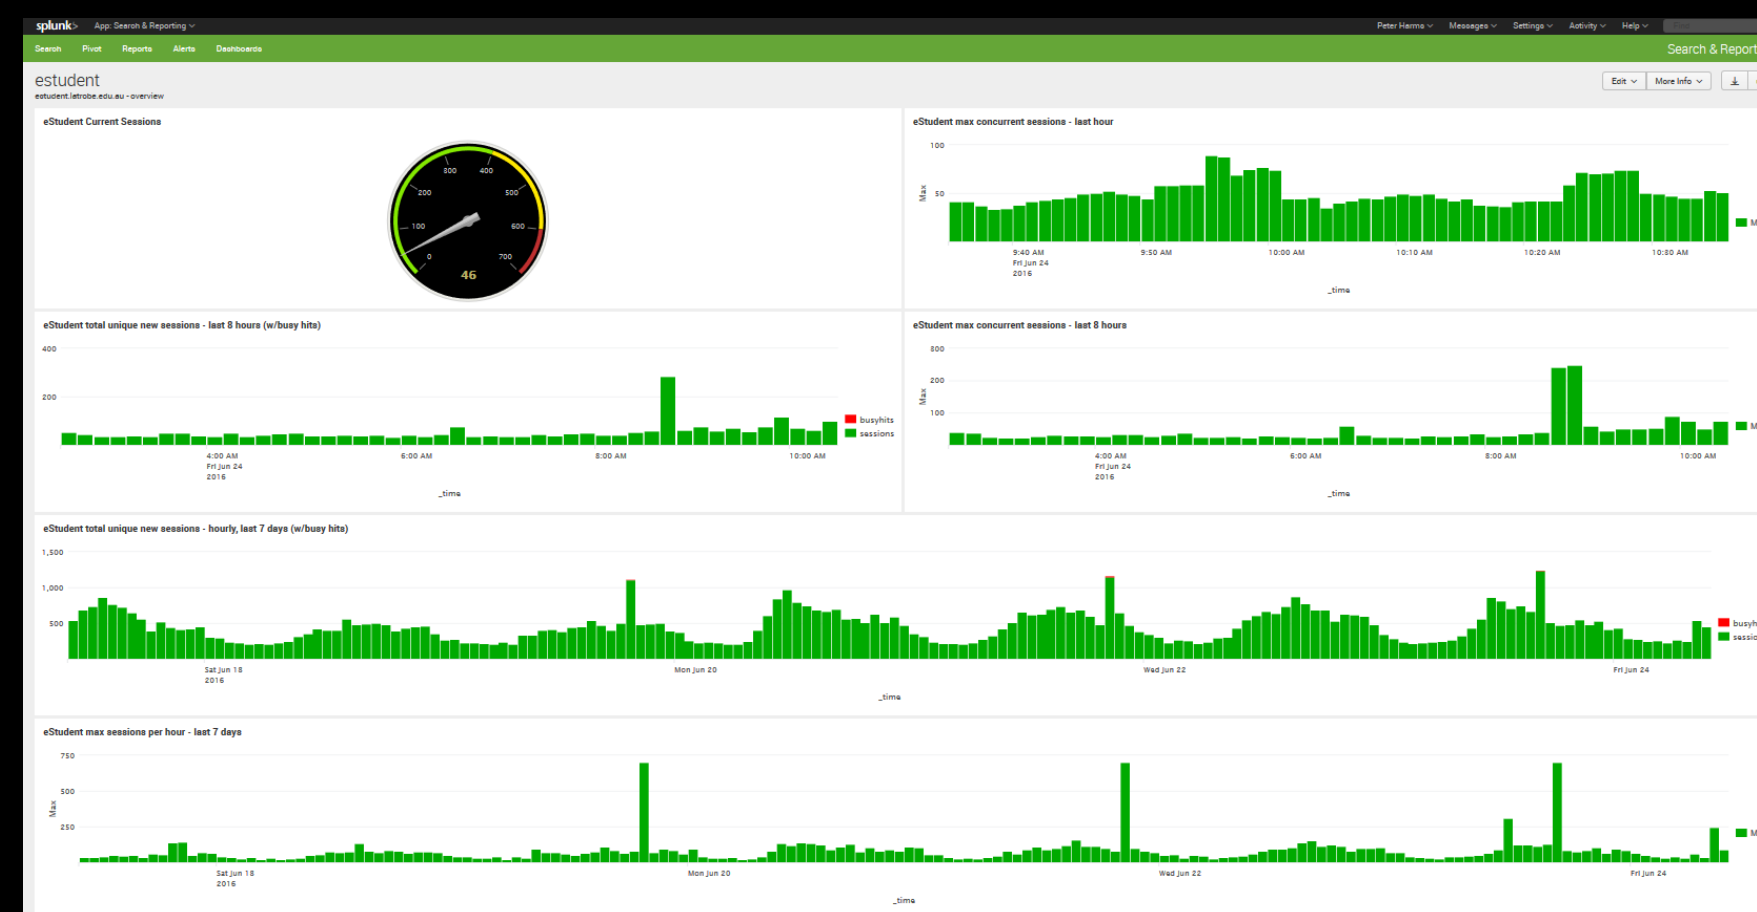 splunk> App: Search & Reporting Peter Harms Messages Settings Activity Help
Search Pivot Reports Alerts Dashboards Search & Report
estudent Edit More Info
estudent.latrobe.edu.au - overview
eStudent Current Sessions
0 100 200 300 400 500 600 700
46
eStudent max concurrent sessions - last hour
100
50
Max
9:40 AM 9:50 AM 10:00 AM 10:10 AM 10:20 AM 10:30 AM
Fri Jun 24
2016
_time
M
eStudent total unique new sessions - last 8 hours (w/busy hits)
400
200
busyhits
sessions
4:00 AM 6:00 AM 8:00 AM 10:00 AM
Fri Jun 24
2016
_time
eStudent max concurrent sessions - last 8 hours
300
200
100
Max
M
4:00 AM 6:00 AM 8:00 AM 10:00 AM
Fri Jun 24
2016
_time
eStudent total unique new sessions - hourly, last 7 days (w/busy hits)
1,500
1,000
500
busyh
sessio
Sat Jun 18 Mon Jun 20 Wed Jun 22 Fri Jun 24
2016
_time
eStudent max sessions per hour - last 7 days
750
500
250
Max
M
Sat Jun 18 Mon Jun 20 Wed Jun 22 Fri Jun 24
2016
_time